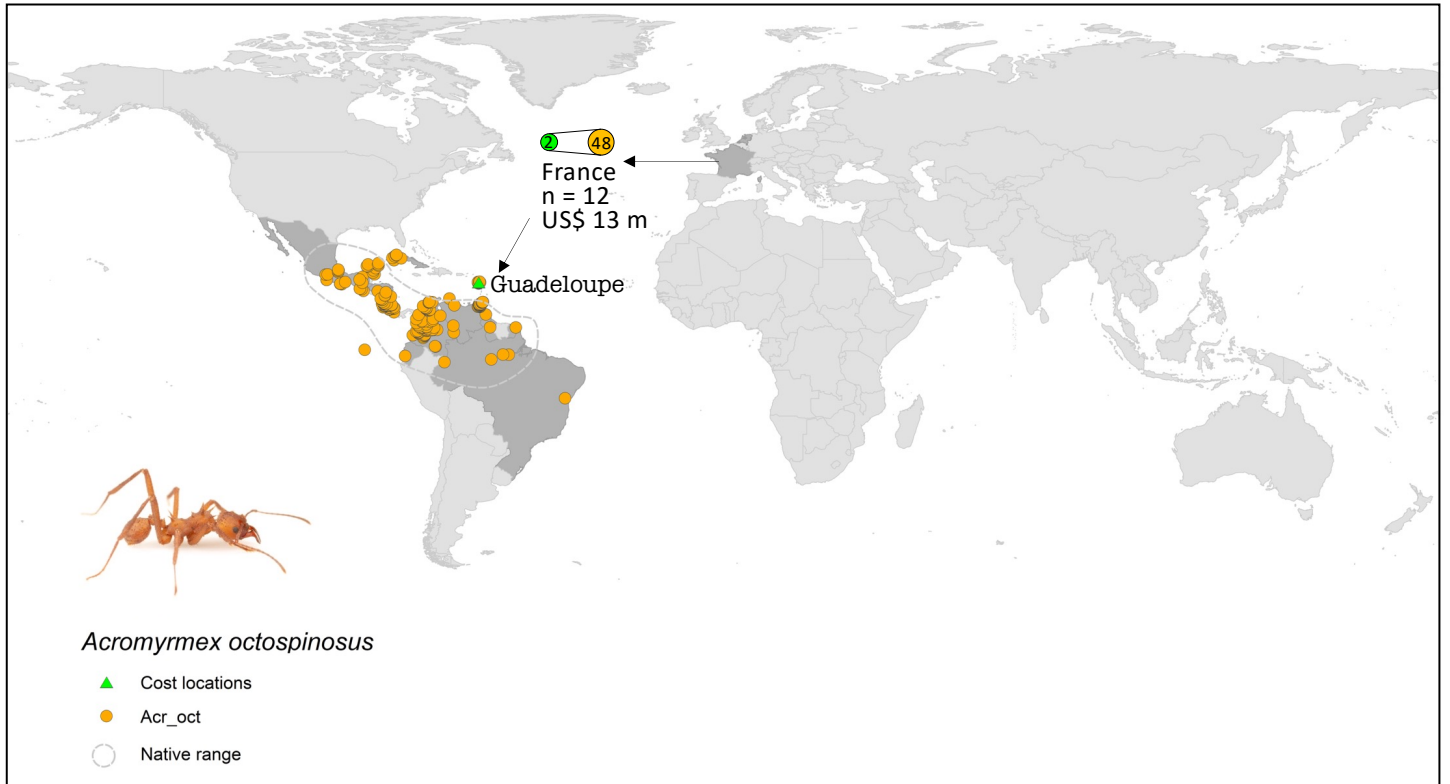 2 48
France
n = 12
US$ 13 m
Guadeloupe
Acromyrmex octospinosus
Cost locations
Acr_oct
Native range